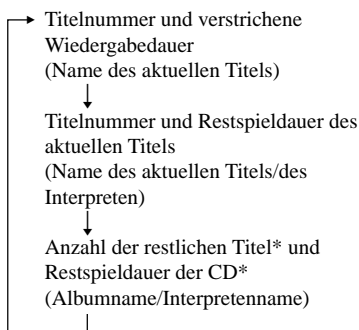 Titelnummer und verstrichene
Wiedergabedauer
(Name des aktuellen Titels)
Titelnummer und Restspieldauer des
aktuellen Titels
(Name des aktuellen Titels/des
Interpreten)
Anzahl der restlichen Titel* und
Restspieldauer der CD*
(Albumname/Interpretenname)